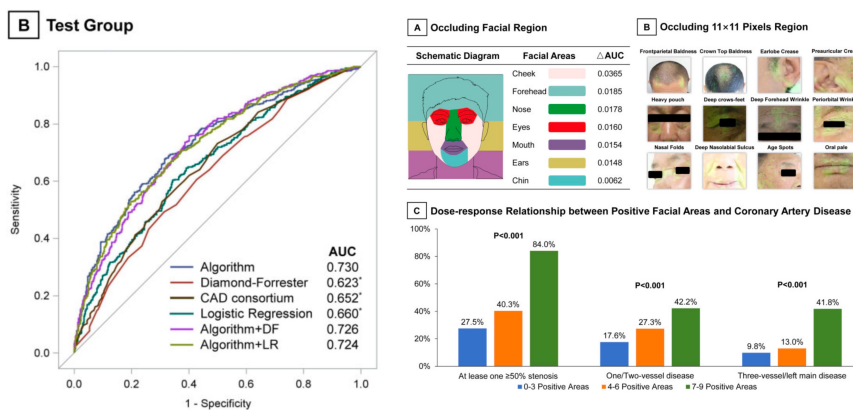 B Test Group
1.0
0.8
0.6
0.4
0.2
0.0
Sensitivity
AUC
Algorithm 0.730
Diamond-Forrester 0.623*
CAD consortium 0.652*
Logistic Regression 0.660*
Algorithm+DF 0.726
Algorithm+LR 0.724
0.0 0.2 0.4 0.6 0.8 1.0
1 - Specificity
A Occluding Facial Region
Schematic Diagram Facial Areas △AUC
Cheek 0.0365
Forehead 0.0185
Nose 0.0178
Eyes 0.0160
Mouth 0.0154
Ears 0.0148
Chin 0.0062
B Occluding 11×11 Pixels Region
Frontparietal Baldness Crown Top Baldness Earlobe Crease Preauricular Cre
Heavy pouch Deep crows-feet Deep Forehead Wrinkle Periorbital Wrink
Nasal Folds Deep Nasolabial Sulcus Age Spots Oral pale
C Dose-response Relationship between Positive Facial Areas and Coronary Artery Disease
100%
80%
60%
40%
20%
0%
P<0.001
27.5% 40.3% 84.0%
P<0.001
17.6% 27.3% 42.2%
P<0.001
9.8% 13.0% 41.8%
At lease one ≥50% stenosis One/Two-vessel disease Three-vessel/left main disease
0-3 Positive Areas 4-6 Positive Areas 7-9 Positive Areas